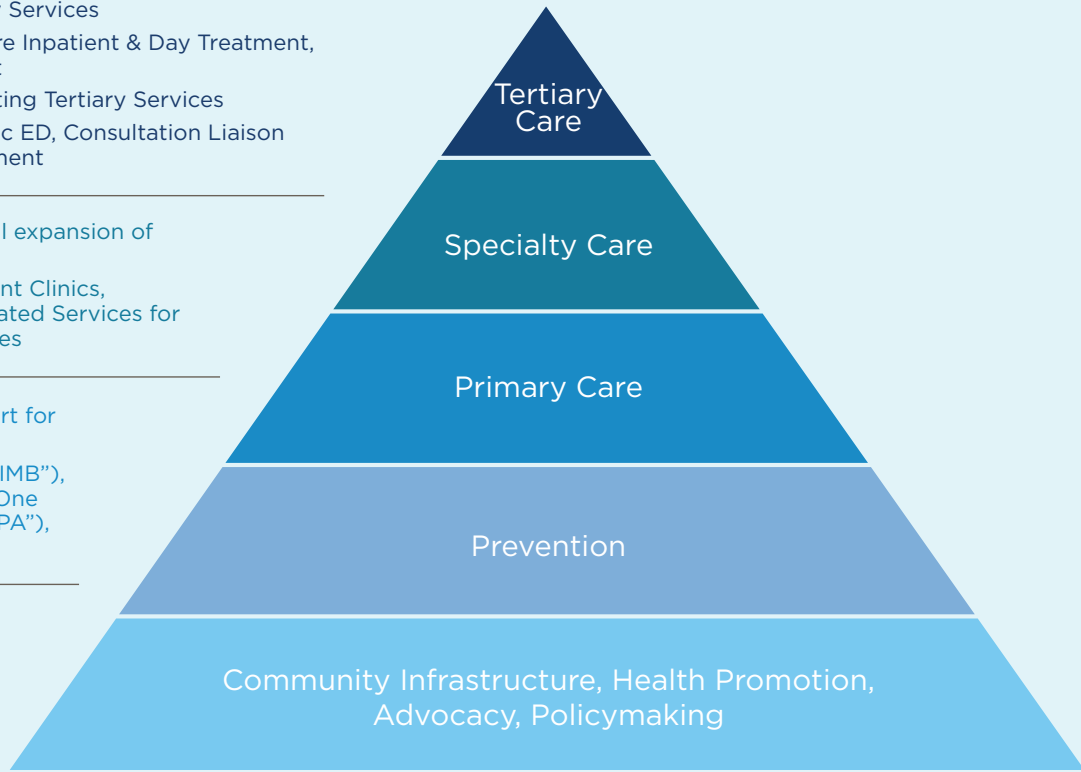 Services
re Inpatient & Day Treatment,
ting Tertiary Services
c ED, Consultation Liaison
ment
l expansion of
nt Clinics,
ated Services for
es
rt for
IMB”),
One
PA”),
Tertiary
Care
Specialty Care
Primary Care
Prevention
Community Infrastructure, Health Promotion,
Advocacy, Policymaking